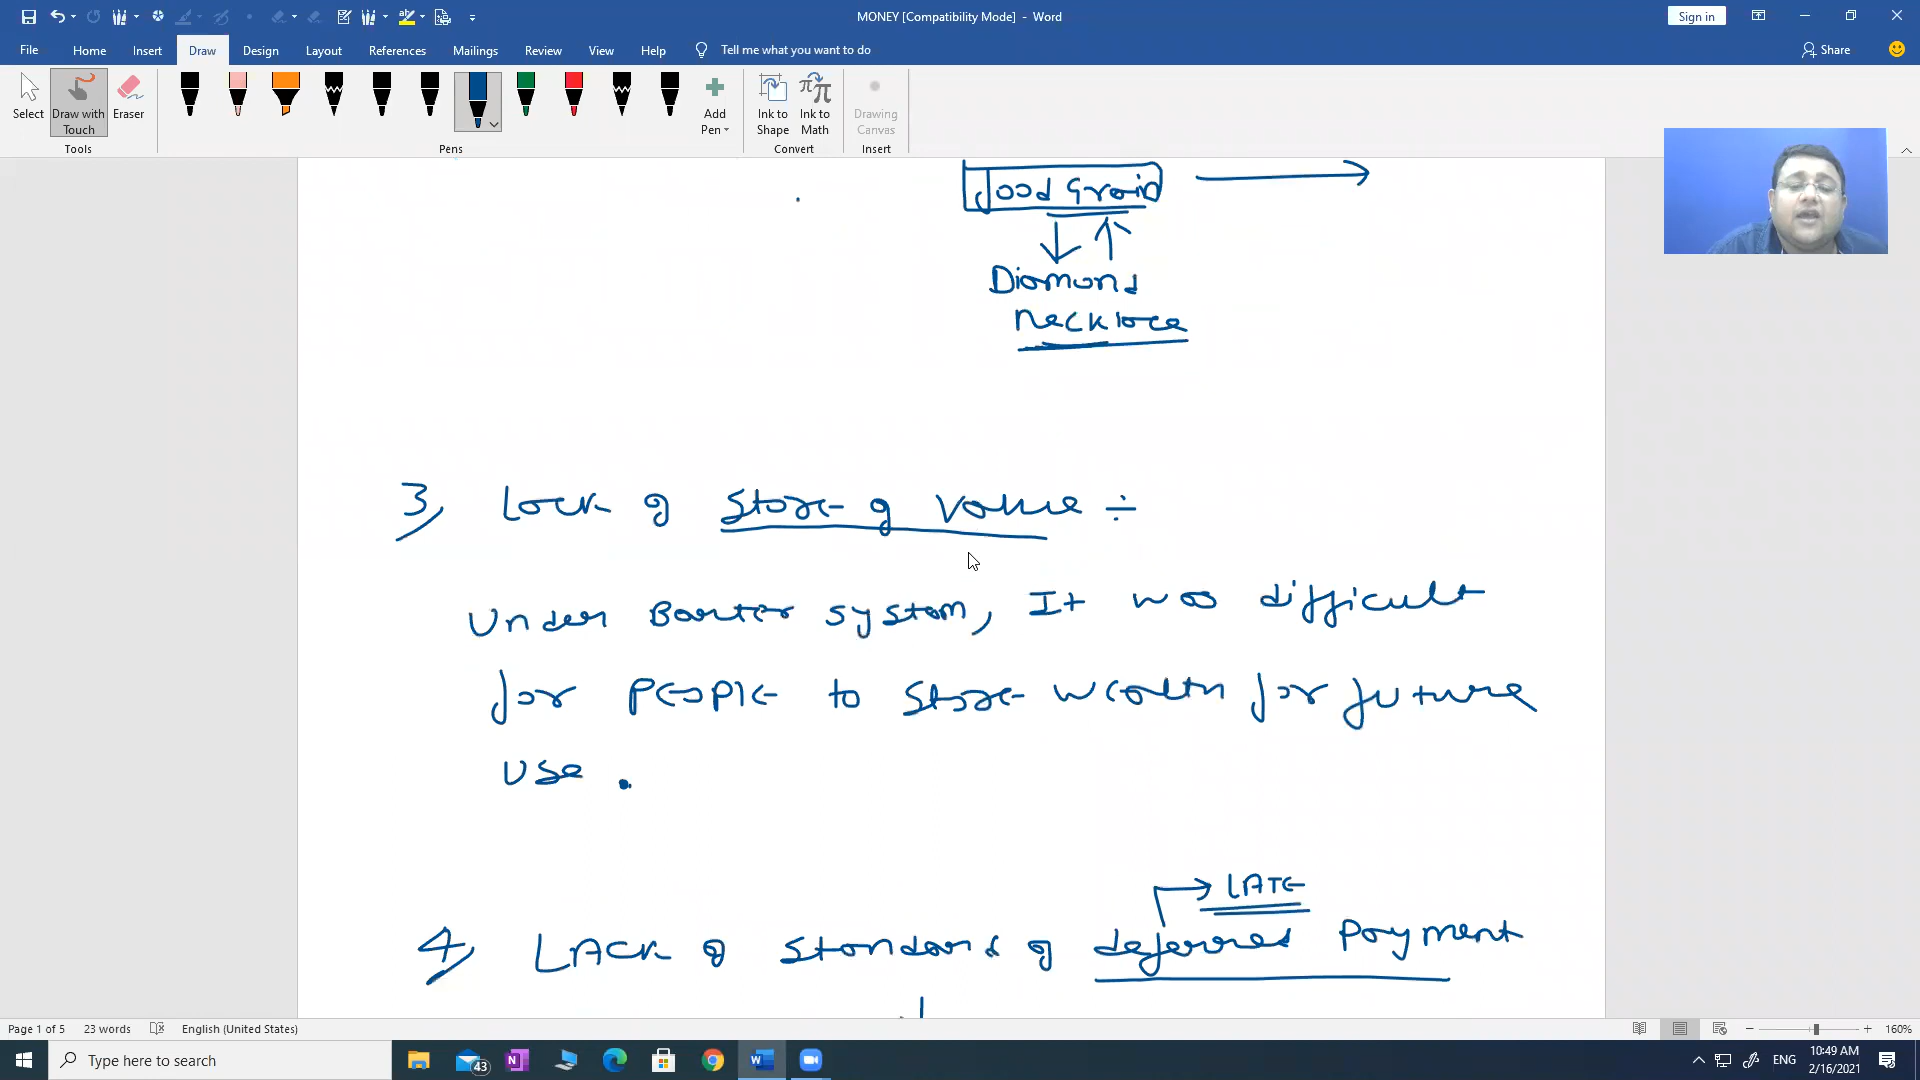 MONEY [Compatibility Mode] - Word
Sign in
File Home Insert Draw Design Layout References Mailings Review View Help Tell me what you want to do
Share
Select
Draw with Touch
Eraser
Add Pen
Ink to Shape
Ink to Math
Drawing Canvas
Tools
Pens
Convert
Insert
Food Grain
Diamond
Necklace
3, Lack of Store of Value ÷
Under Barter system, It was difficult
for PEOPLE to Store wealth for future
use .
LATE
4, LACK of Standard of deferred Payment
Page 1 of 5 23 words English (United States)
160%
Type here to search
43
ENG
10:49 AM
2/16/2021